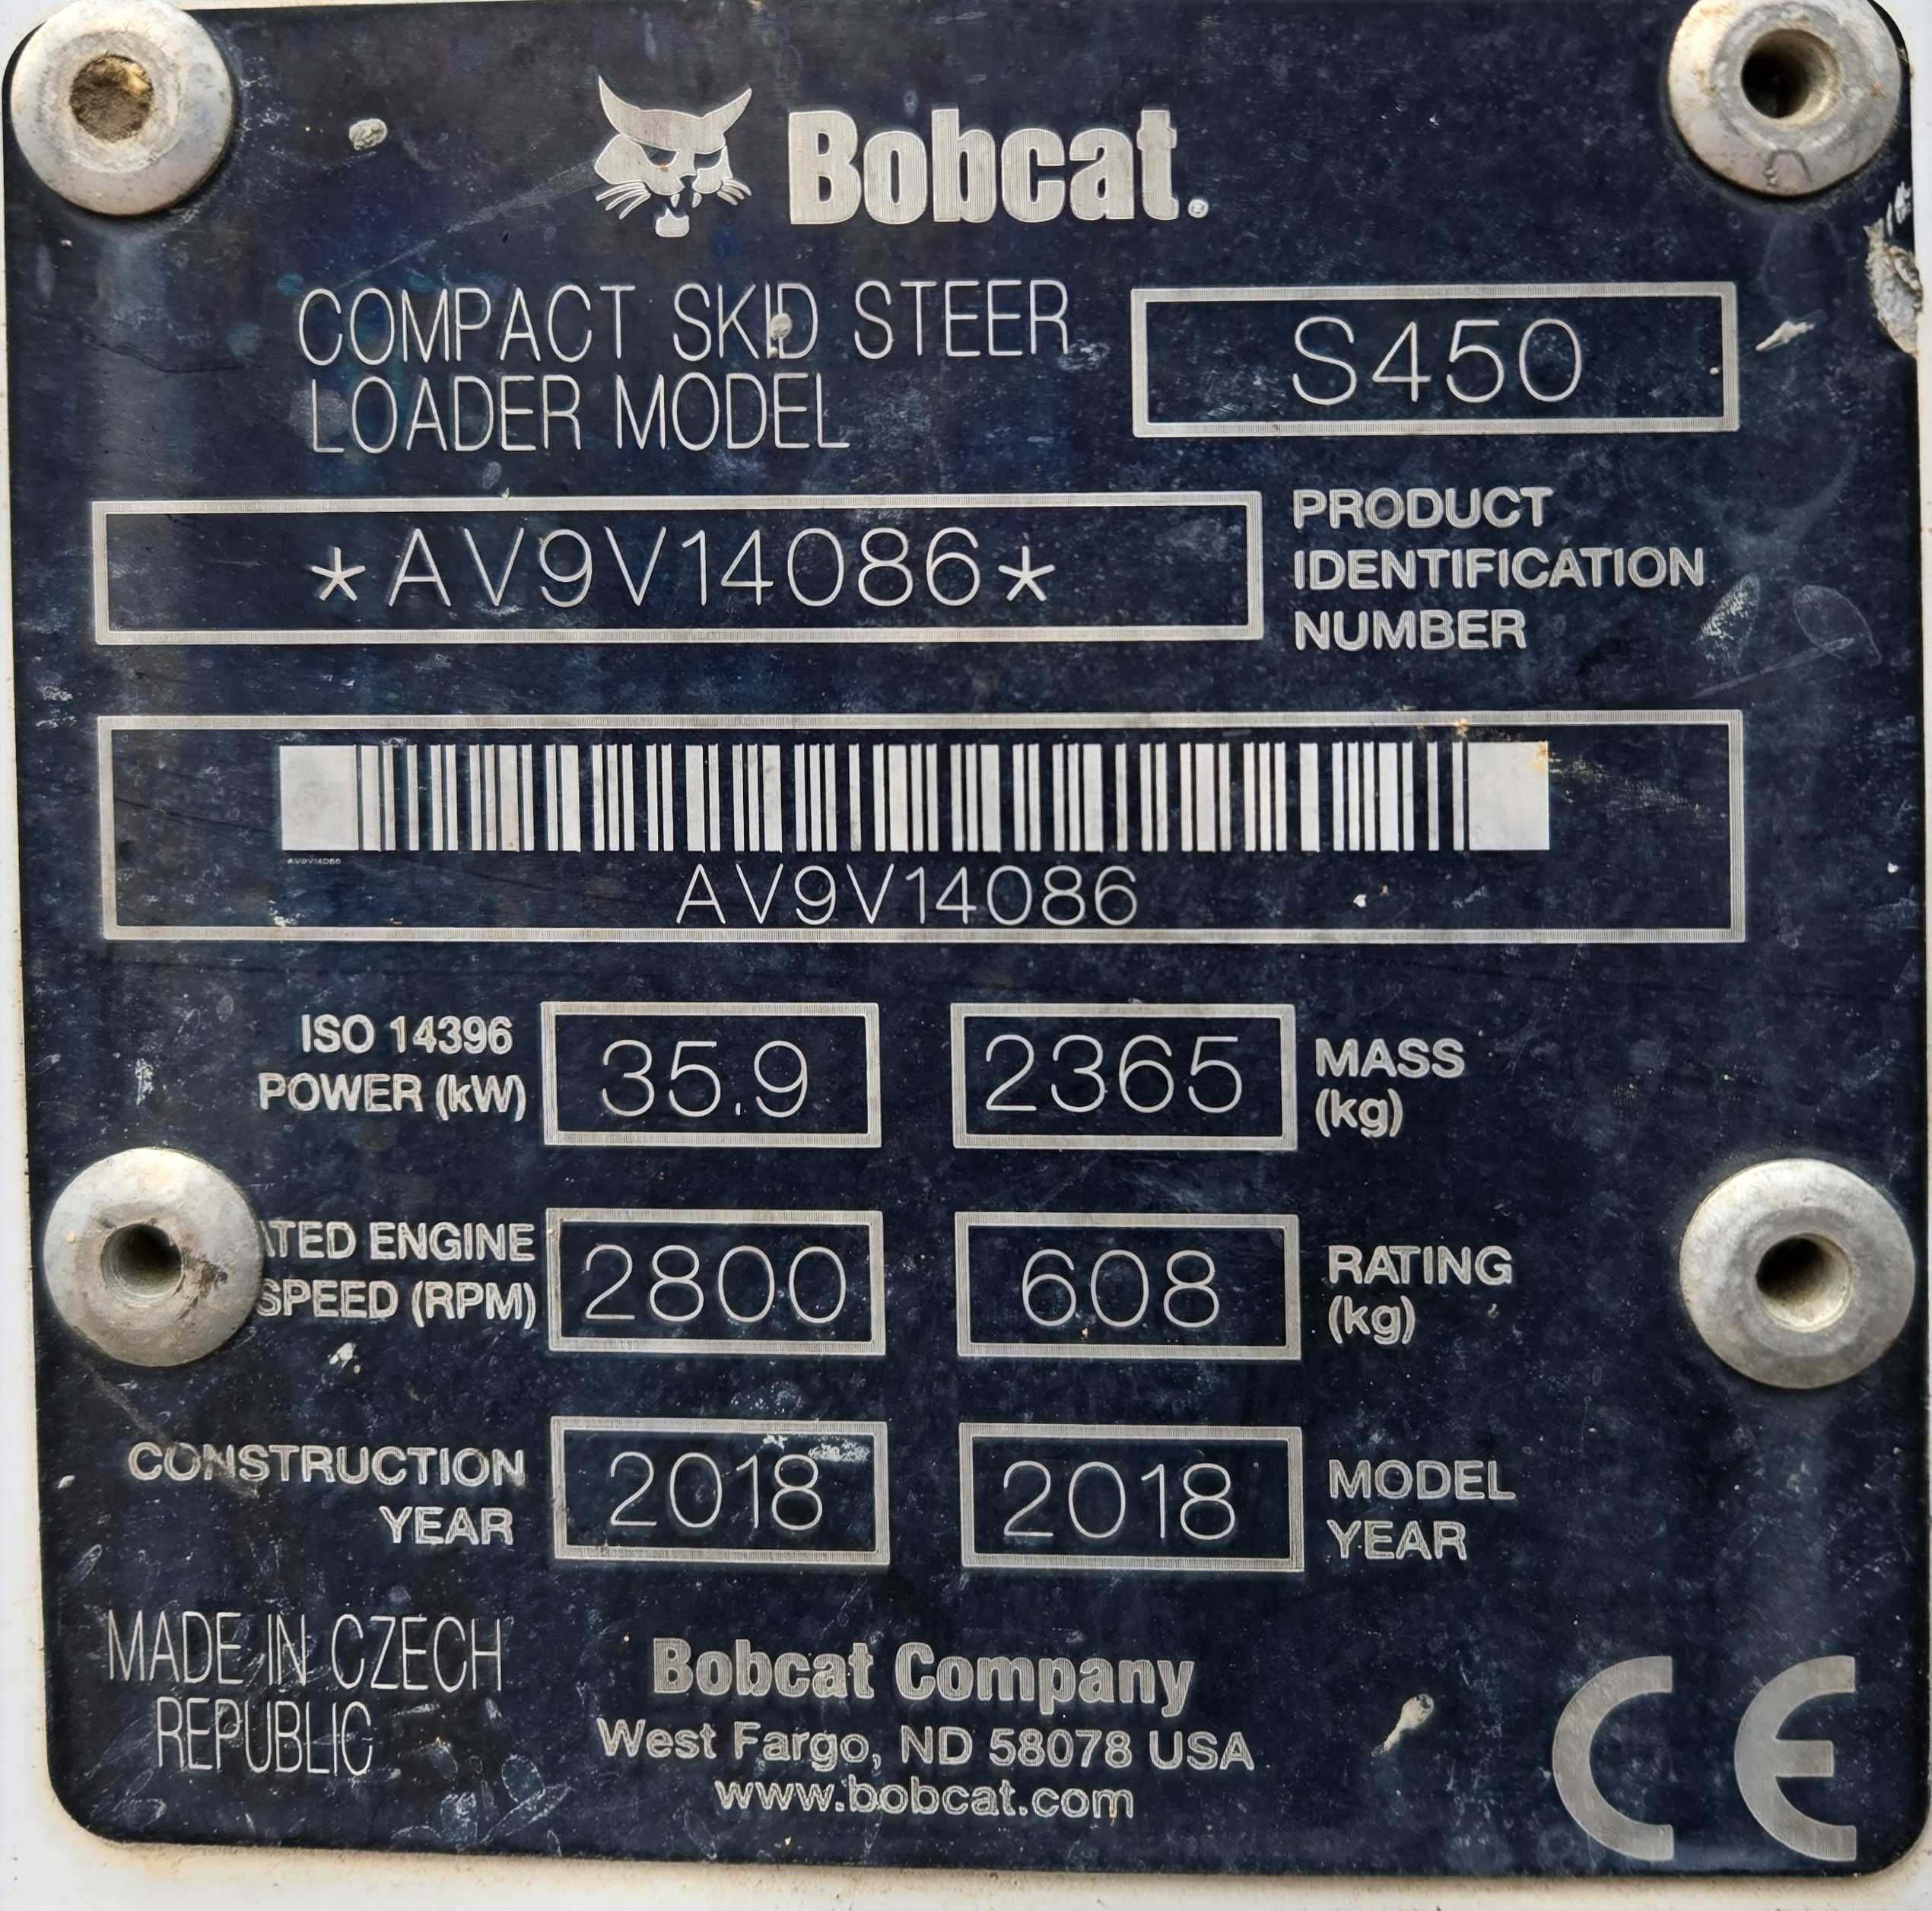 Bobcat®
COMPACT SKID STEER
LOADER MODEL
S450
*AV9V14086*
PRODUCT
IDENTIFICATION
NUMBER
AV9V14086
ISO 14396
POWER (kW)
35.9
2365
MASS
(kg)
ATED ENGINE
SPEED (RPM)
2800
608
RATING
(kg)
CONSTRUCTION
YEAR
2018
2018
MODEL
YEAR
MADE IN CZECH
REPUBLIC
Bobcat Company
West Fargo, ND 58078 USA
www.bobcat.com
CE